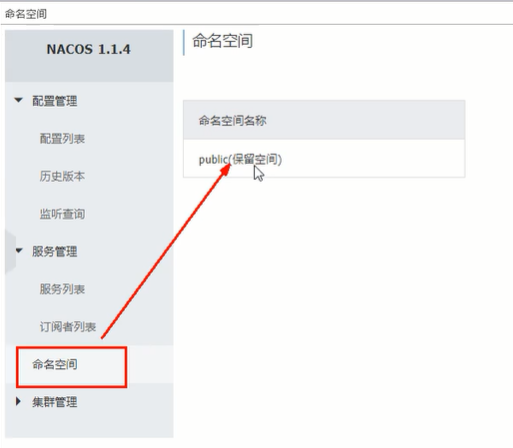 命名空间
NACOS 1.1.4
配置管理
配置列表
历史版本
监听查询
服务管理
服务列表
订阅者列表
命名空间
集群管理
命名空间
命名空间名称
public(保留空间)